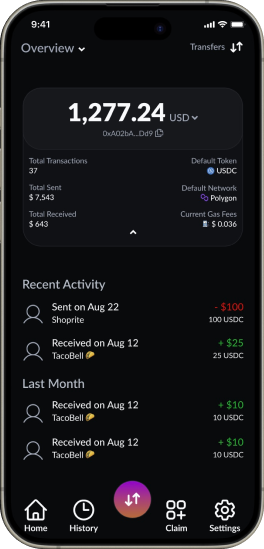 9:41
Overview
Transfers
1,277.24 USD
0xA02bA...Dd9
Total Transactions
37
Default Token
USDC
Total Sent
$ 7,543
Default Network
Polygon
Total Received
$ 643
Current Gas Fees
$ 0,036
Recent Activity
Sent on Aug 22
- $100
Shoprite
100 USDC
Received on Aug 12
+ $25
TacoBell 🌮
25 USDC
Last Month
Received on Aug 12
+ $10
TacoBell 🌮
10 USDC
Received on Aug 12
+ $10
TacoBell 🌮
10 USDC
Home
History
Claim
Settings